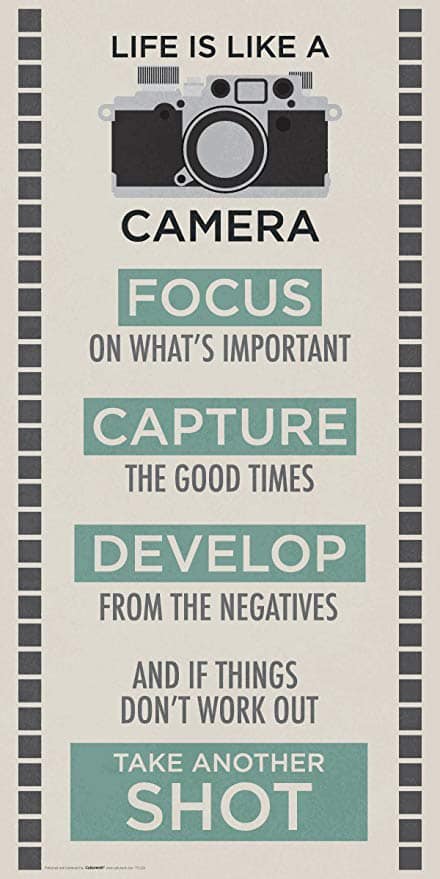 LIFE IS LIKE A
CAMERA
FOCUS
ON WHAT'S IMPORTANT
CAPTURE
THE GOOD TIMES
DEVELOP
FROM THE NEGATIVES
AND IF THINGS
DON'T WORK OUT
TAKE ANOTHER
SHOT